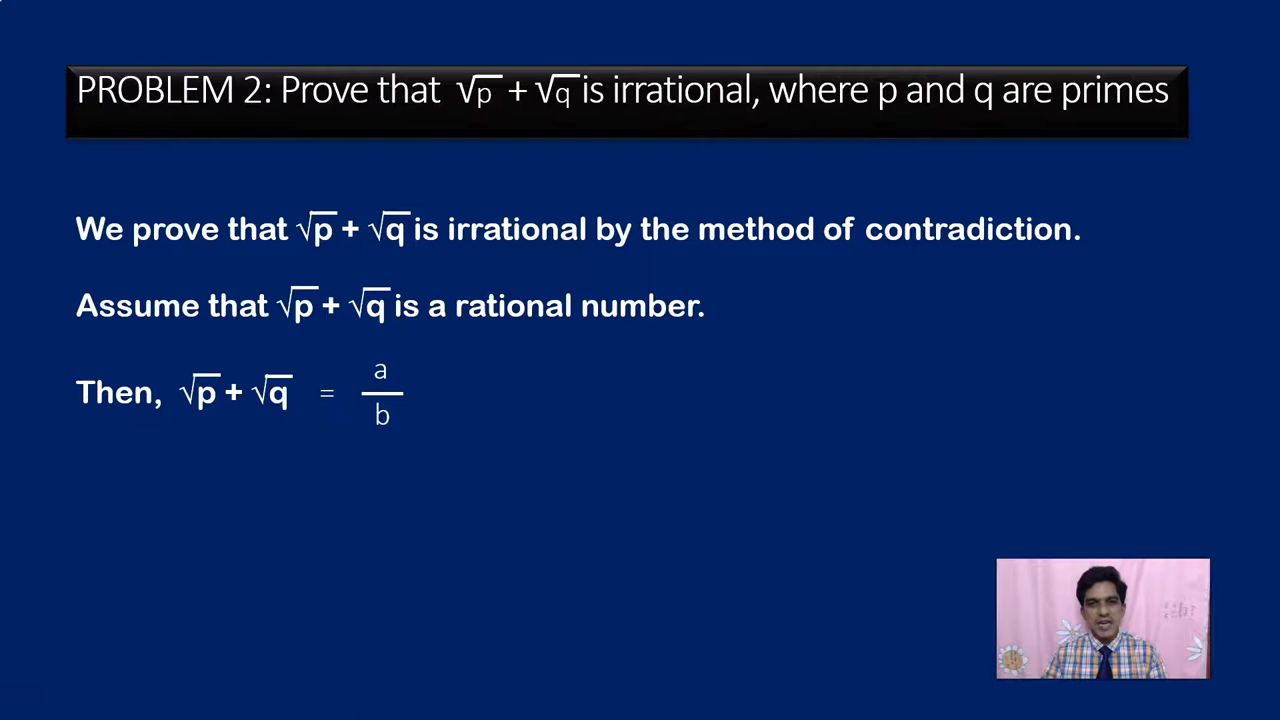 PROBLEM 2: Prove that √p + √q is irrational, where p and q are primes
We prove that √p + √q is irrational by the method of contradiction.
Assume that √p + √q is a rational number.
Then, √p + √q = a/b